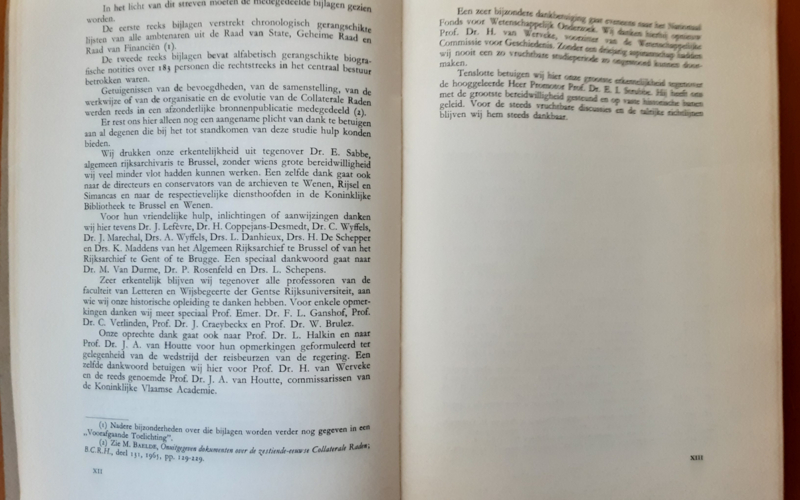 In het licht van dit streven moeten de medegedeelde bijlagen gezien
worden.
De eerste reeks bijlagen verstrekt chronologisch gerangschikte
lijsten van alle ambtenaren uit de Raad van State, Geheime Raad en
Raad van Financiën (1).
De tweede reeks bijlagen bevat alfabetisch gerangschikte biogra-
fische notities over 183 personen die rechtstreeks in het centraal bestuur
betrokken waren.
Getuigenissen van de bevoegdheden, van de samenstelling, van de
werkwijze of van de organisatie en de evolutie van de Collaterale Raden
werden reeds in een afzonderlijke bronnenpublicatie medegedeeld (2).
Er rest ons hier alleen nog een aangename plicht van dank te betuigen
aan al degenen die bij het tot standkomen van deze studie hulp konden
bieden.
Wij drukken onze erkentelijkheid uit tegenover Dr. E. Sabbe,
algemeen rijksarchivaris te Brussel, zonder wiens grote bereidwilligheid
wij veel minder vlot hadden kunnen werken. Een zelfde dank gaat ook
naar de directeurs en conservators van de archieven te Wenen, Rijsel en
Simancas en naar de respectievelijke diensthoofden in de Koninklijke
Bibliotheek te Brussel en Wenen.
Voor hun vriendelijke hulp, inlichtingen of aanwijzingen danken
wij hier tevens Dr. J. Lefèvre, Dr. H. Coppejans-Desmedt, Dr. C. Wyffels,
Dr. J. Marechal, Drs. A. Wyffels, Drs. L. Danhieux, Drs. H. De Schepper
en Drs. K. Maddens van het Algemeen Rijksarchief te Brussel of van het
Rijksarchief te Gent of te Brugge. Een speciaal dankwoord gaat naar
Dr. M. Van Durme, Dr. P. Rosenfeld en Drs. L. Schepens.
Zeer erkentelijk blijven wij tegenover alle professoren van de
faculteit van Letteren en Wijsbegeerte der Gentse Rijksuniversiteit, aan
wie wij onze historische opleiding te danken hebben. Voor enkele opmer-
kingen danken wij meer speciaal Prof. Emer. Dr. F. L. Ganshof, Prof.
Dr. C. Verlinden, Prof. Dr. J. Craeybeckx en Prof. Dr. W. Brulez.
Onze oprechte dank gaat ook naar Prof. Dr. L. Halkin en naar
Prof. Dr. J. A. van Houtte voor hun opmerkingen geformuleerd ter
gelegenheid van de wedstrijd der reisbeurzen van de regering. Een
zelfde dankwoord betuigen wij hier voor Prof. Dr. H. van Werveke
en de reeds genoemde Prof. Dr. J. A. van Houtte, commissarissen van
de Koninklijke Vlaamse Academie.
(1) Nadere bijzonderheden over die bijlagen worden verder nog gegeven in een
„Voorafgaande Toelichting".
(2) Zie M. BAELDE, Onuitgegeven dokumenten over de zestiende-eeuwse Collaterale Raden;
B.C.R.H., deel 131, 1965, pp. 129-229.
XII
Een zeer bijzondere dankbetuiging gaat eveneens naar het Nationaal
Fonds voor Wetenschappelijk Onderzoek. Wij danken hierbij opnieuw
Prof. Dr. H. van Werveke, voorzitter van de Wetenschappelijke
Commissie voor Geschiedenis. Zonder een driejarig aspirantschap hadden
wij nooit een zo vruchtbare studieperiode zo ongestoord kunnen door-
maken.
Tenslotte betuigen wij hier onze grootste erkentelijkheid tegenover
de hooggeleerde Heer Promotor Prof. Dr. E. I. Strubbe. Hij heeft ons
met de grootste bereidwilligheid gesteund en op vaste historische banen
geleid. Voor de steeds vruchtbare discussies en de talrijke richtlijnen
blijven wij hem steeds dankbaar.
XIII